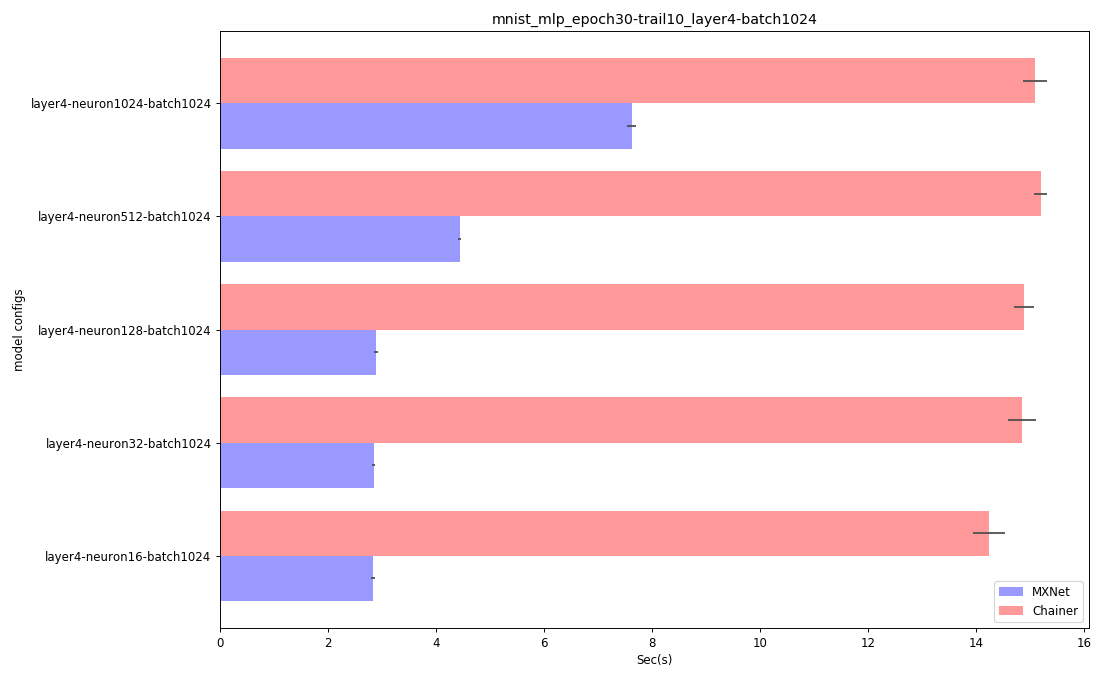 mnist_mlp_epoch30-trail10_layer4-batch1024
layer4-neuron1024-batch1024
layer4-neuron512-batch1024
model configs
layer4-neuron128-batch1024
layer4-neuron32-batch1024
layer4-neuron16-batch1024
MXNet
Chainer
0 2 4 6 8 10 12 14 16
Sec(s)